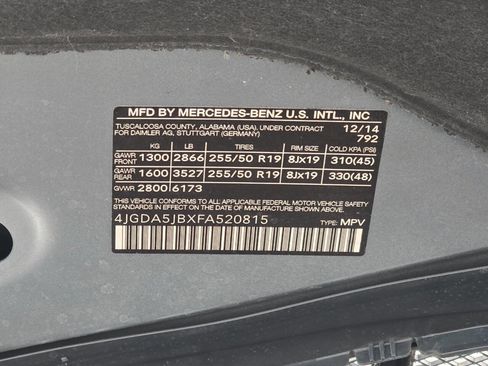 MFD BY MERCEDES-BENZ U.S. INTL., INC
TUSCALOOSA COUNTY, ALABAMA (USA). UNDER CONTRACT 12/14
FOR DAIMLER AG, STUTTGART (GERMANY) 792
KG LB TIRES RIM SIZE COLD KPA (PSI)
GAWR FRONT 1300 2866 255/50 R19 8Jx19 310(45)
GAWR REAR 1600 3527 255/50 R19 8Jx19 330(48)
GVWR 2800 6173
THIS VEHICLE CONFORMS TO ALL APPLICABLE FEDERAL MOTOR VEHICLE SAFETY
STANDARDS IN EFFECT ON THE DATE OF MANUFACTURE SHOWN ABOVE.
4JGDA5JBXFA520815 TYPE: MPV